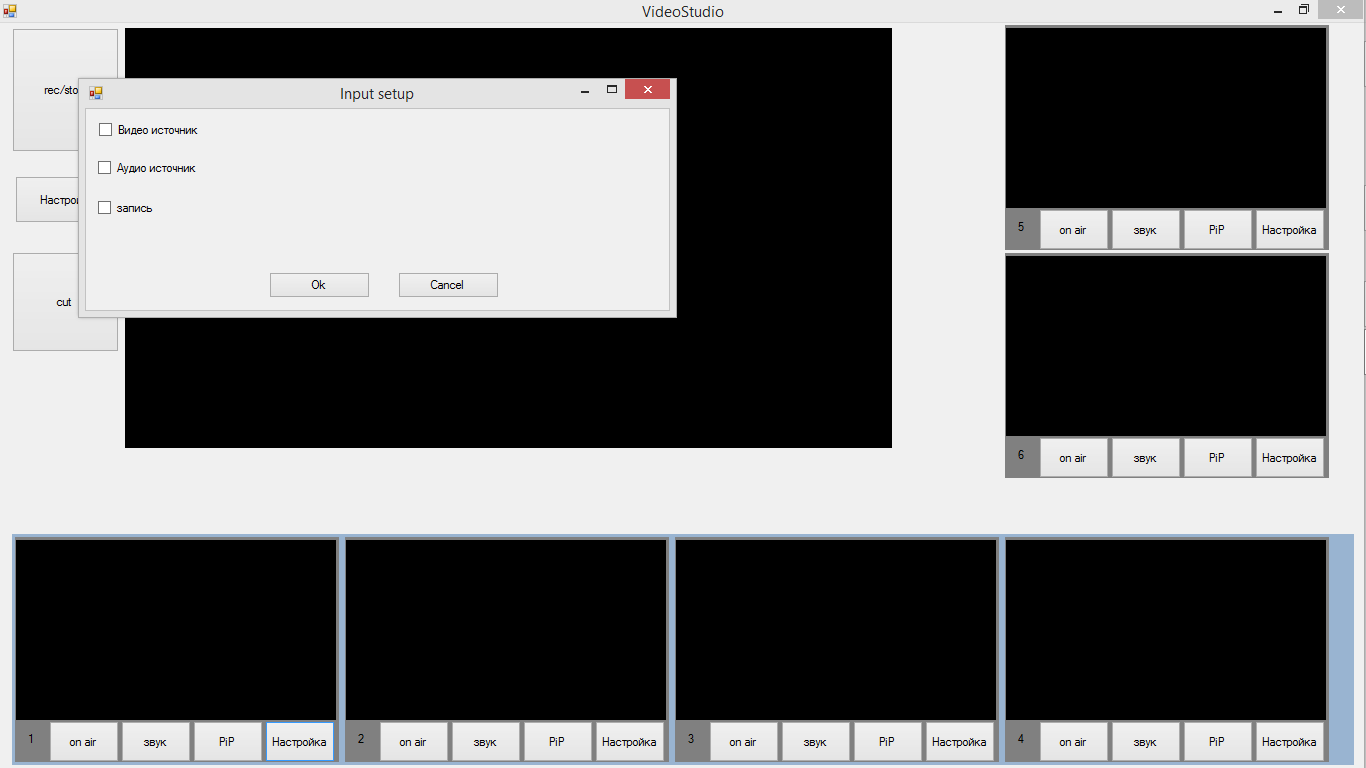 VideoStudio
rec/sto
Настрой
cut
Input setup
Видео источник
Аудио источник
запись
Ok
Cancel
5
on air
звук
PiP
Настройка
6
on air
звук
PiP
Настройка
1
on air
звук
PiP
Настройка
2
on air
звук
PiP
Настройка
3
on air
звук
PiP
Настройка
4
on air
звук
PiP
Настройка